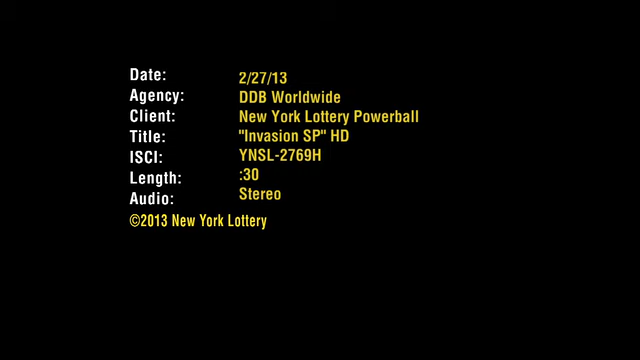 Date: 2/27/13
Agency: DDB Worldwide
Client: New York Lottery Powerball
Title: "Invasion SP" HD
ISCI: YNSL-2769H
Length: :30
Audio: Stereo
©2013 New York Lottery